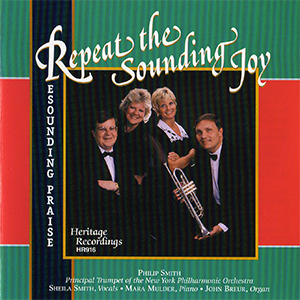 Repeat the
Sounding Joy
ESOUNDING PRAISE
Heritage
Recordings
HR916
PHILIP SMITH
Principal Trumpet of the New York Philharmonic Orchestra
SHEILA SMITH, Vocals • MARA MULDER, Piano • JOHN BREUR, Organ